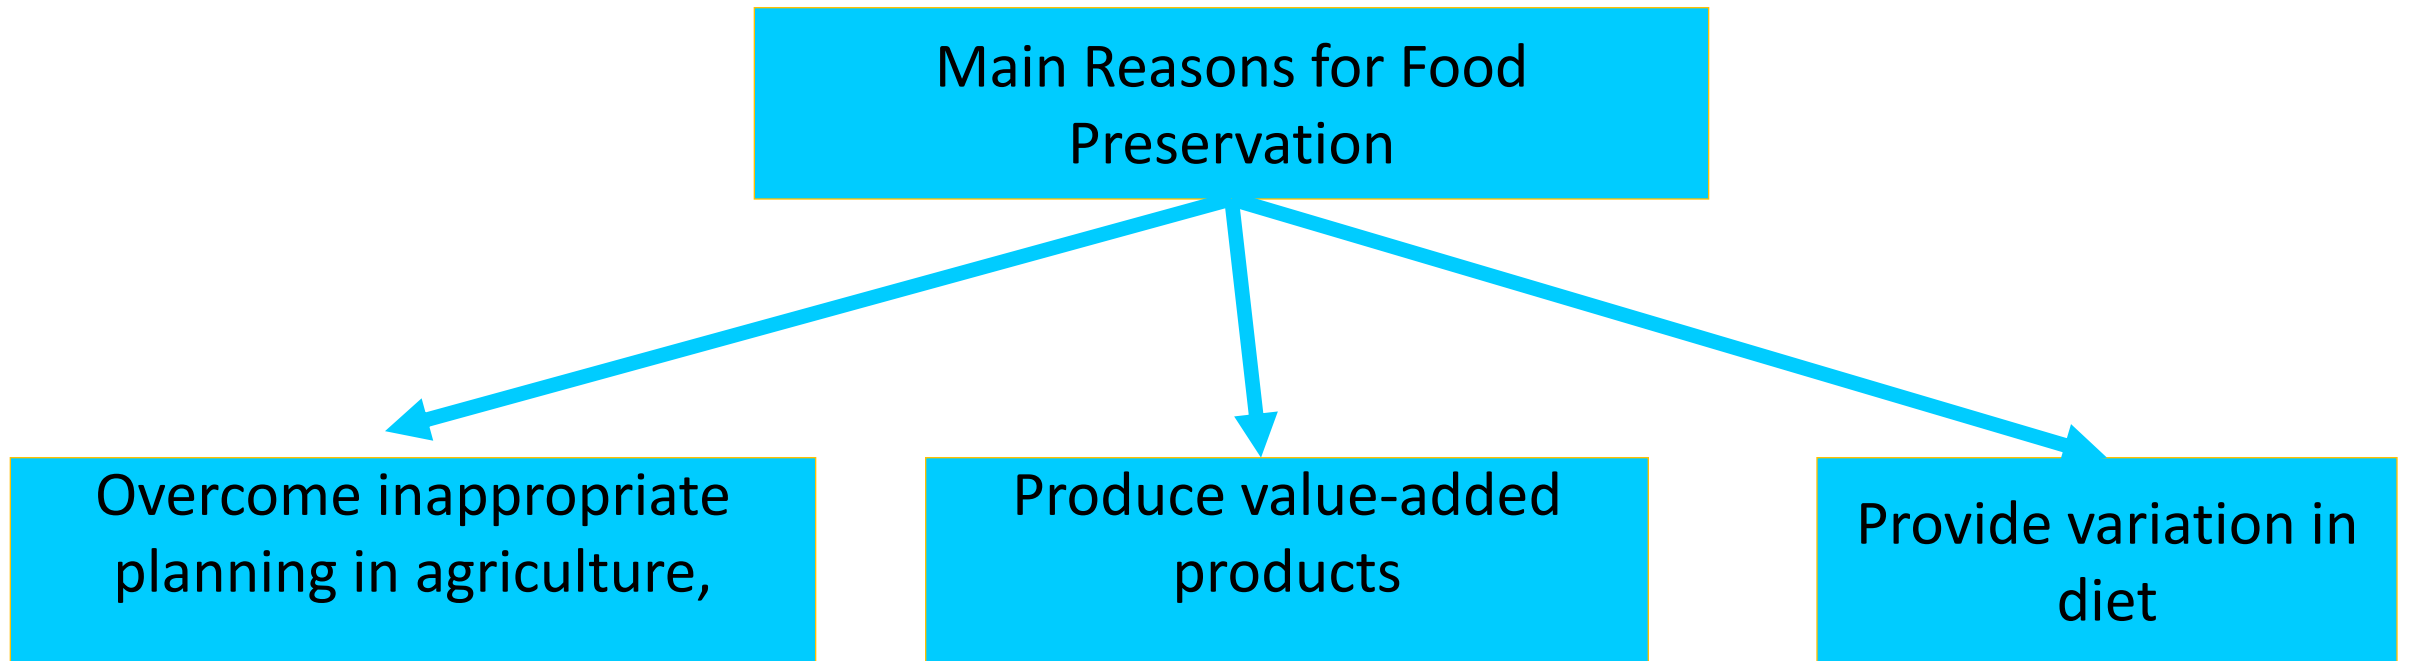 Main Reasons for Food
Preservation
Overcome inappropriate
planning in agriculture,
Produce value-added
products
Provide variation in
diet